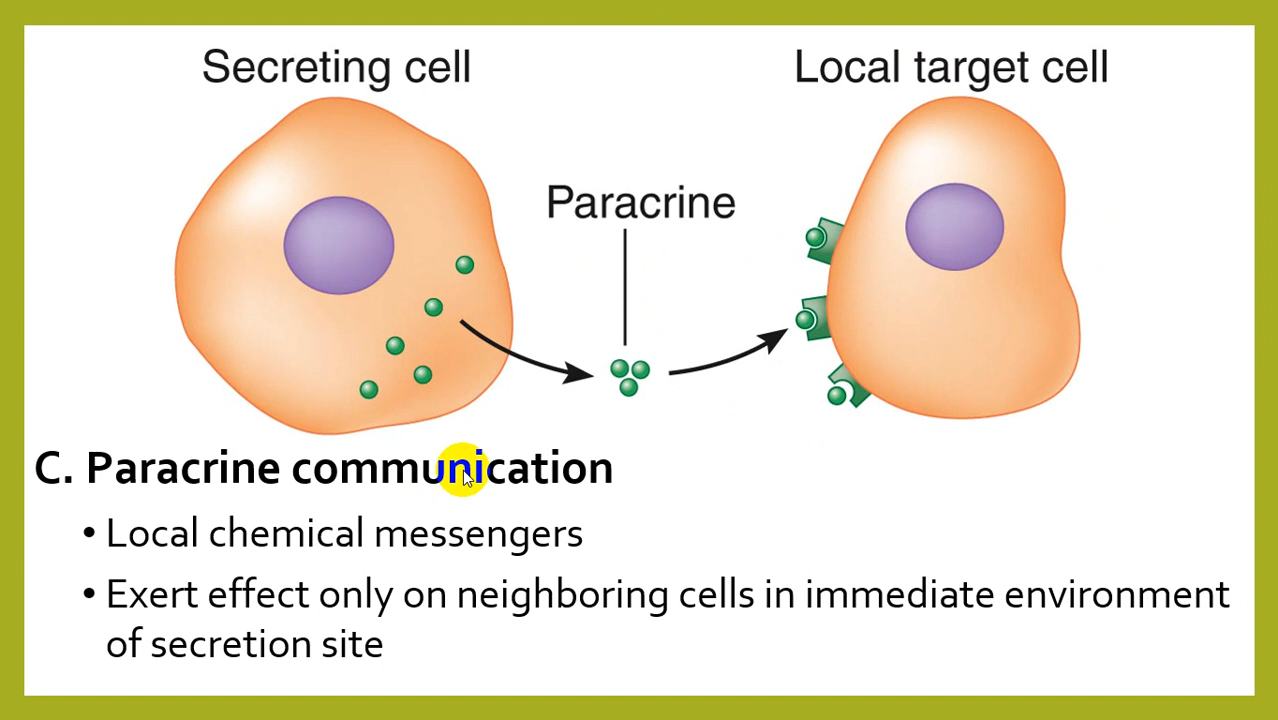 Secreting cell
Local target cell
Paracrine
C. Paracrine communication
• Local chemical messengers
• Exert effect only on neighboring cells in immediate environment
of secretion site